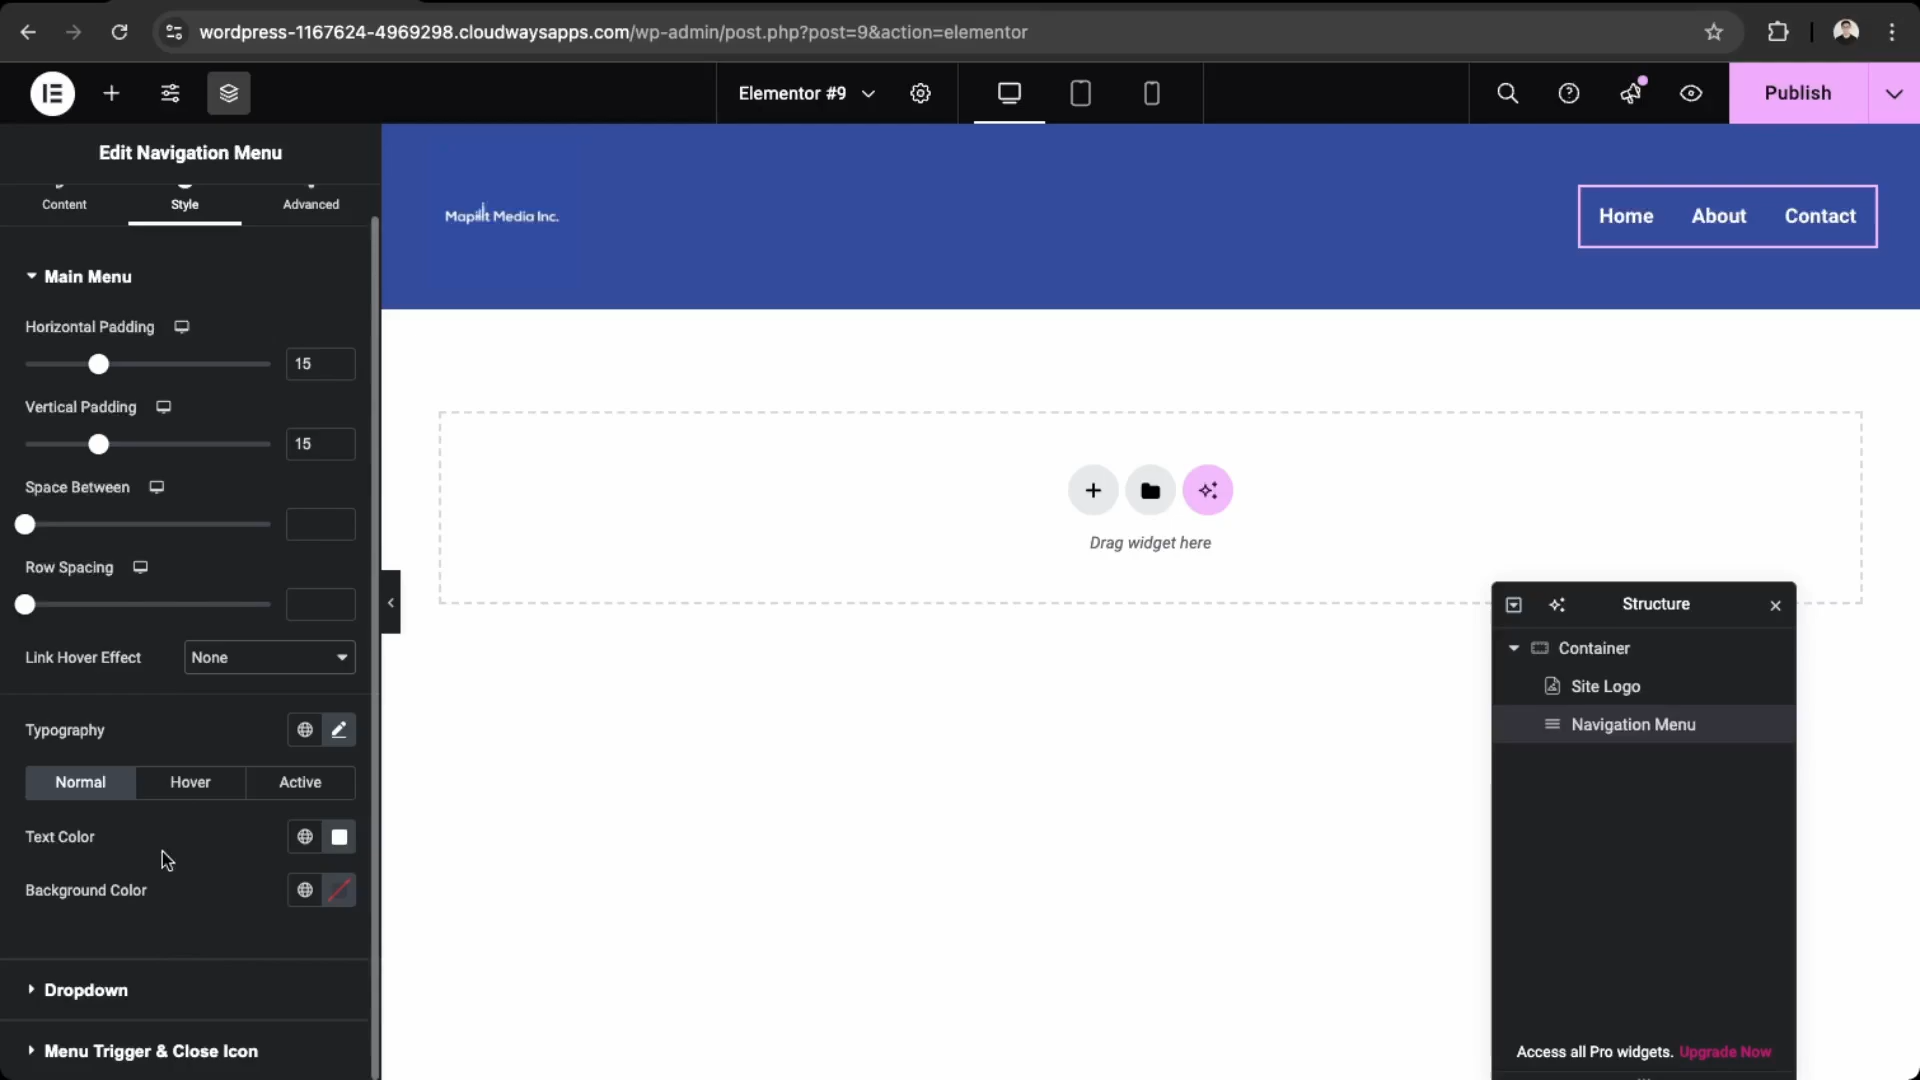 wordpress-1167624-4969298.cloudwaysapps.com/wp-admin/post.php?post=9&action=elementor
Elementor #9
Publish
Edit Navigation Menu
Content
Style
Advanced
Main Menu
Horizontal Padding
15
Vertical Padding
15
Space Between
Row Spacing
Link Hover Effect
None
Typography
Normal
Hover
Active
Text Color
Background Color
Dropdown
Menu Trigger & Close Icon
Media Inc.
Home
About
Contact
Drag widget here
Structure
Container
Site Logo
Navigation Menu
Access all Pro widgets. Upgrade Now